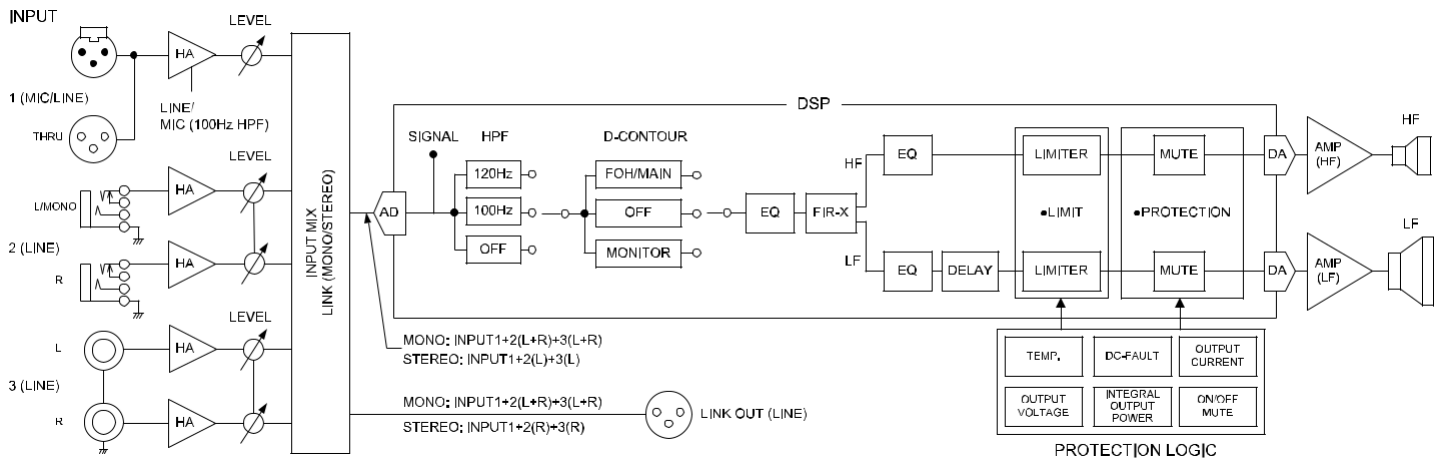 INPUT
1 (MIC/LINE)
THRU
HA
LEVEL
LINE/
MIC (100Hz HPF)
L/MONO
2 (LINE)
R
HA
HA
LEVEL
L
3 (LINE)
R
HA
HA
LEVEL
INPUT MIX
LINK (MONO/STEREO)
MONO: INPUT1+2(L+R)+3(L+R)
STEREO: INPUT1+2(L)+3(L)
MONO: INPUT1+2(L+R)+3(L+R)
STEREO: INPUT1+2(R)+3(R)
LINK OUT (LINE)
DSP
AD
SIGNAL
HPF
120Hz
100Hz
OFF
D-CONTOUR
FOH/MAIN
OFF
MONITOR
EQ
FIR-X
HF
LF
EQ
EQ
DELAY
LIMITER
●LIMIT
LIMITER
MUTE
●PROTECTION
MUTE
DA
DA
AMP
(HF)
AMP
(LF)
HF
LF
TEMP.
DC-FAULT
OUTPUT
CURRENT
OUTPUT
VOLTAGE
INTEGRAL
OUTPUT
POWER
ON/OFF
MUTE
PROTECTION LOGIC